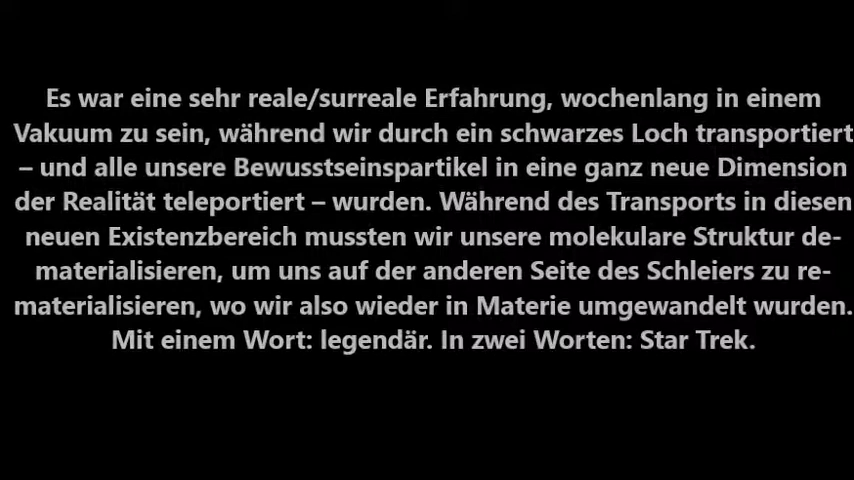 Es war eine sehr reale/surreale Erfahrung, wochenlang in einem
Vakuum zu sein, während wir durch ein schwarzes Loch transportiert
– und alle unsere Bewusstseinspartikel in eine ganz neue Dimension
der Realität teleportiert – wurden. Während des Transports in diesen
neuen Existenzbereich mussten wir unsere molekulare Struktur de-
materialisieren, um uns auf der anderen Seite des Schleiers zu re-
materialisieren, wo wir also wieder in Materie umgewandelt wurden.
Mit einem Wort: legendär. In zwei Worten: Star Trek.